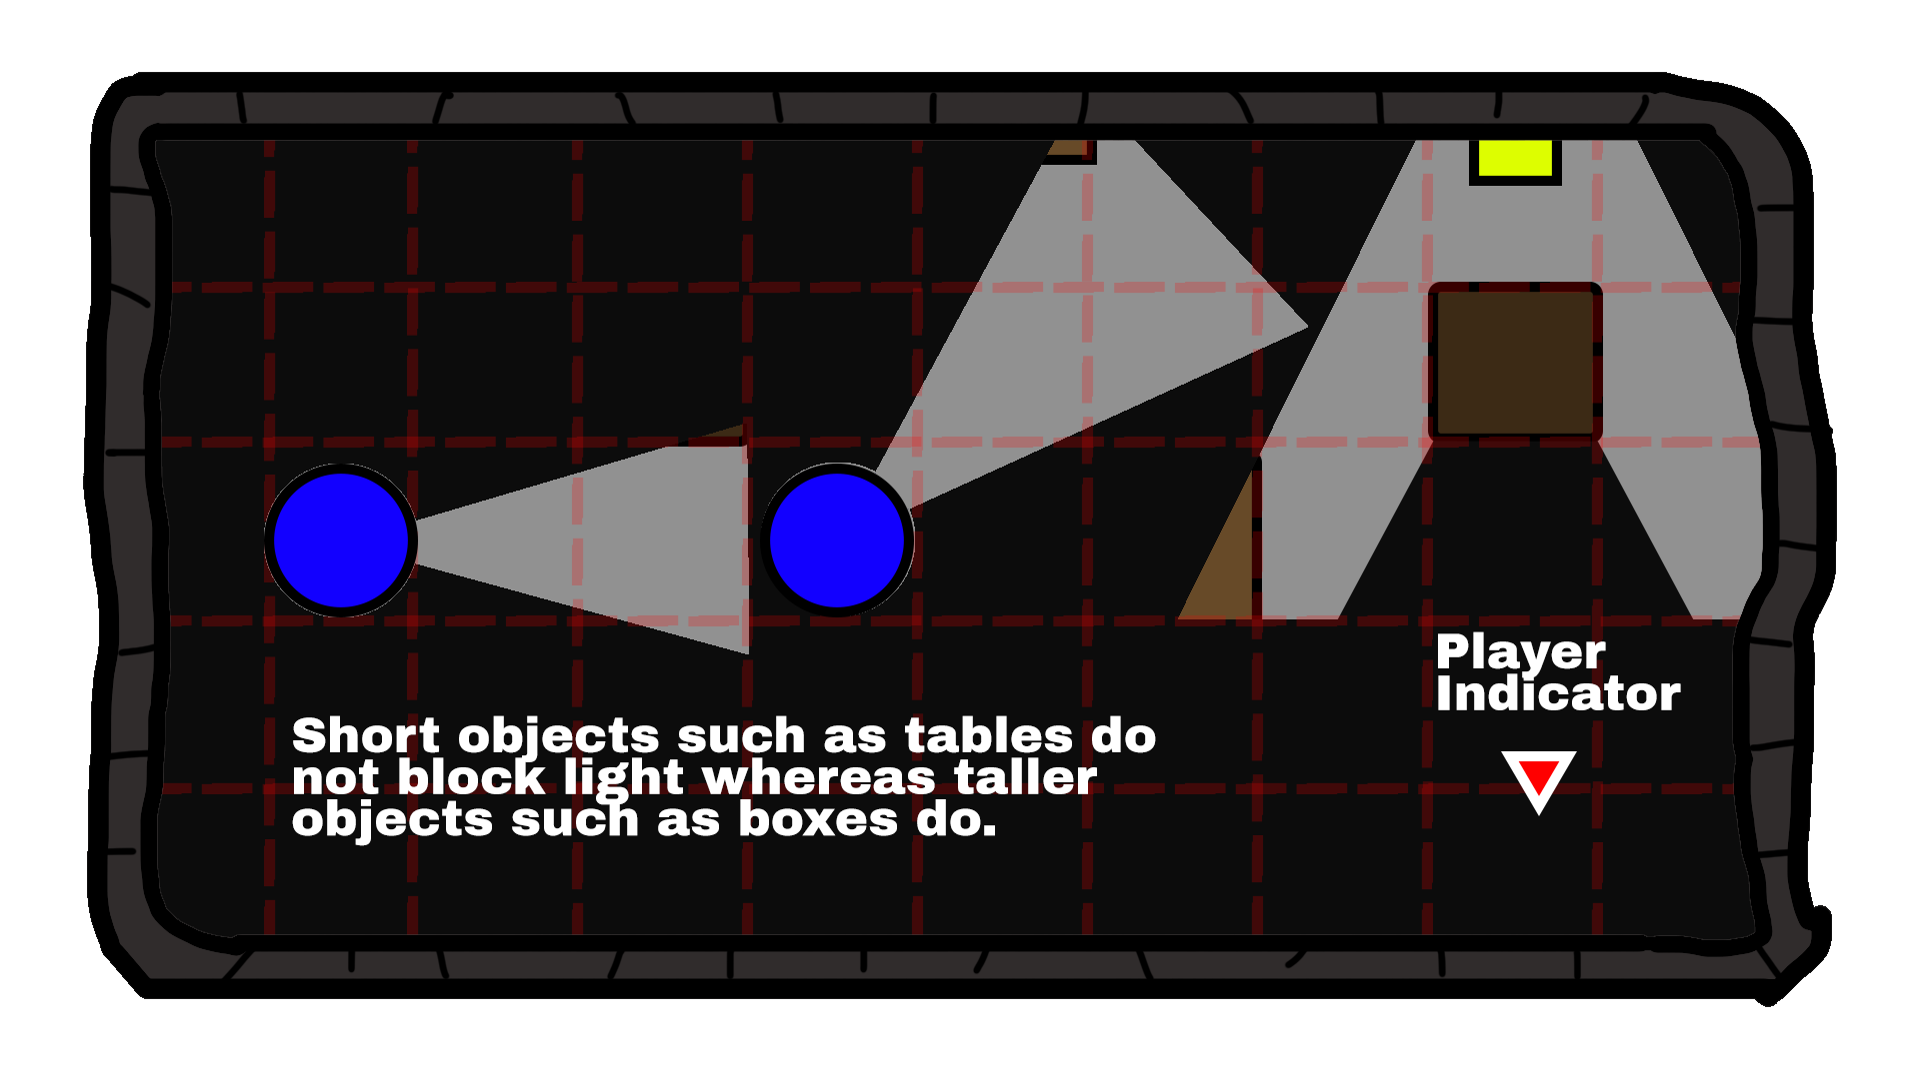 Player
Indicator
Short objects such as tables do
not block light whereas taller
objects such as boxes do.